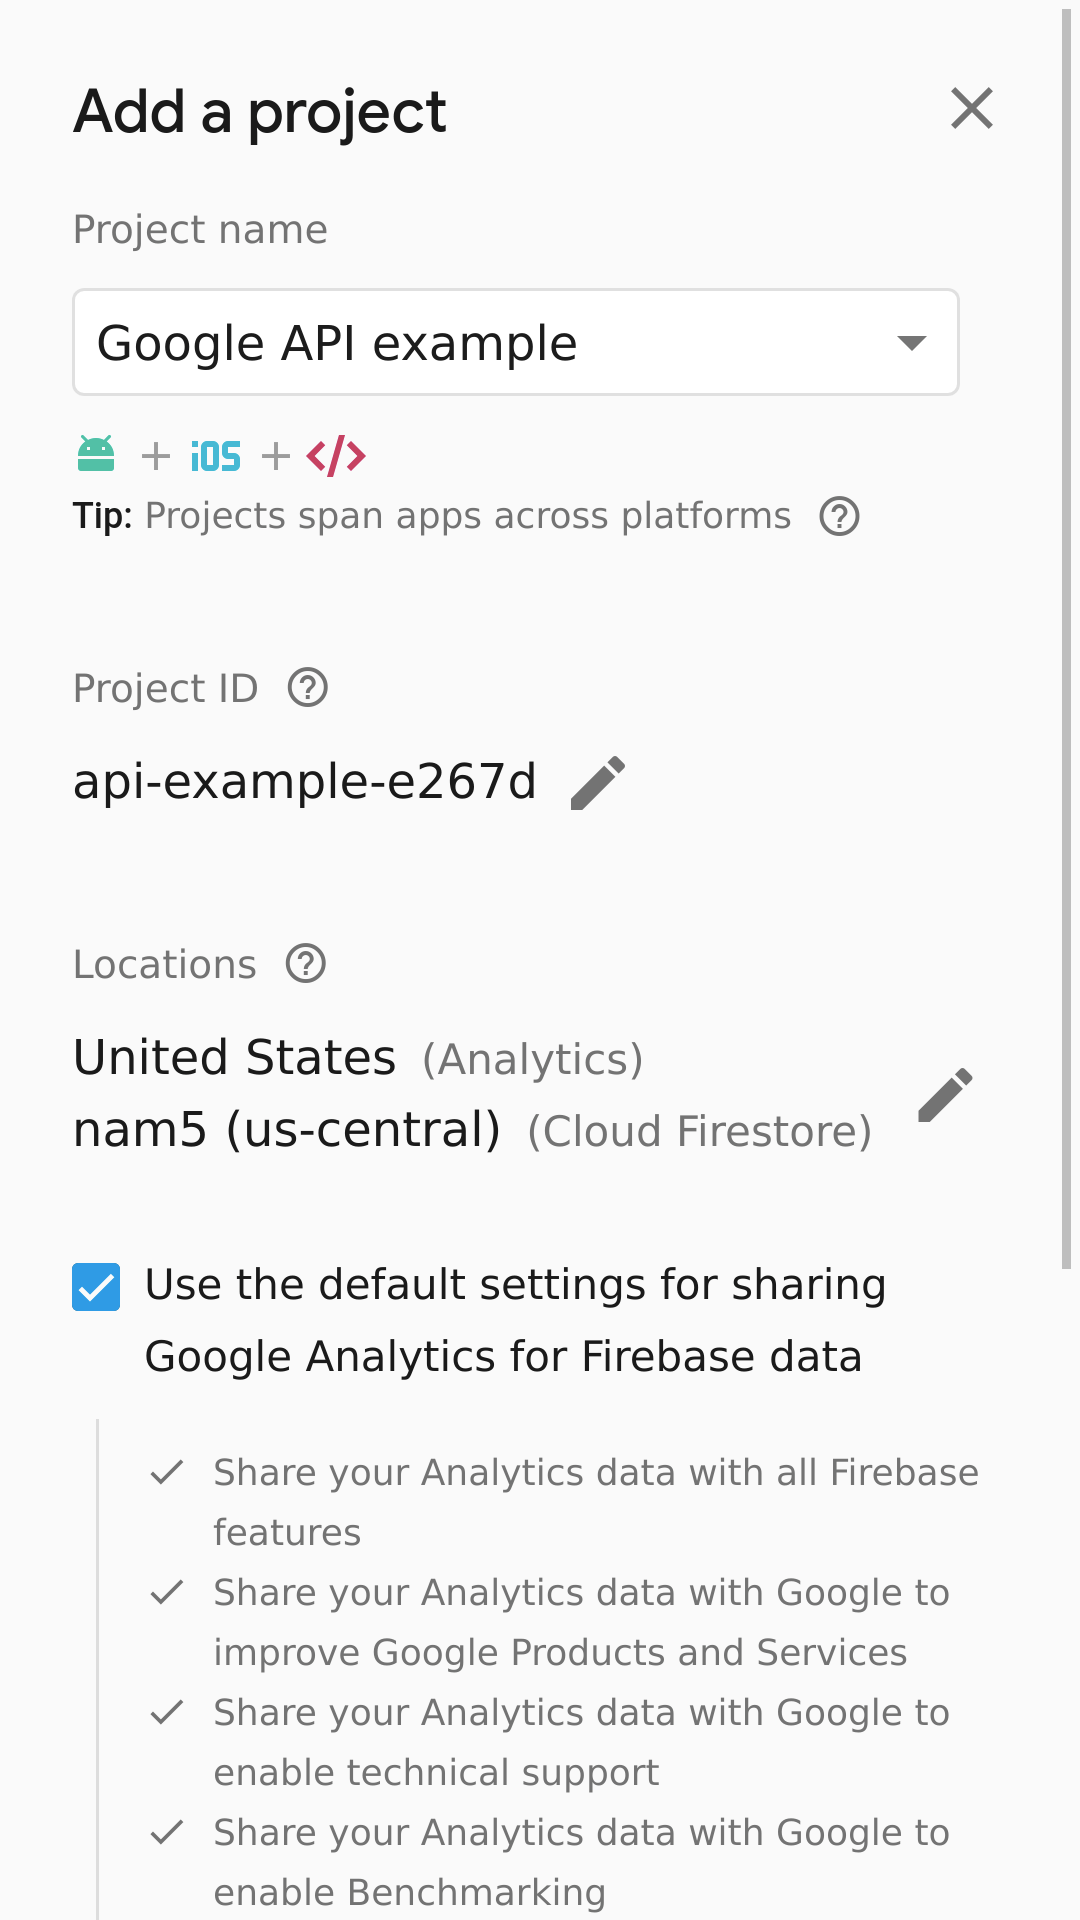 Add a project
Project name
Google API example
+ iOS + </>
Tip: Projects span apps across platforms
Project ID
api-example-e267d
Locations
United States (Analytics)
nam5 (us-central) (Cloud Firestore)
Use the default settings for sharing
Google Analytics for Firebase data
Share your Analytics data with all Firebase
features
Share your Analytics data with Google to
improve Google Products and Services
Share your Analytics data with Google to
enable technical support
Share your Analytics data with Google to
enable Benchmarking